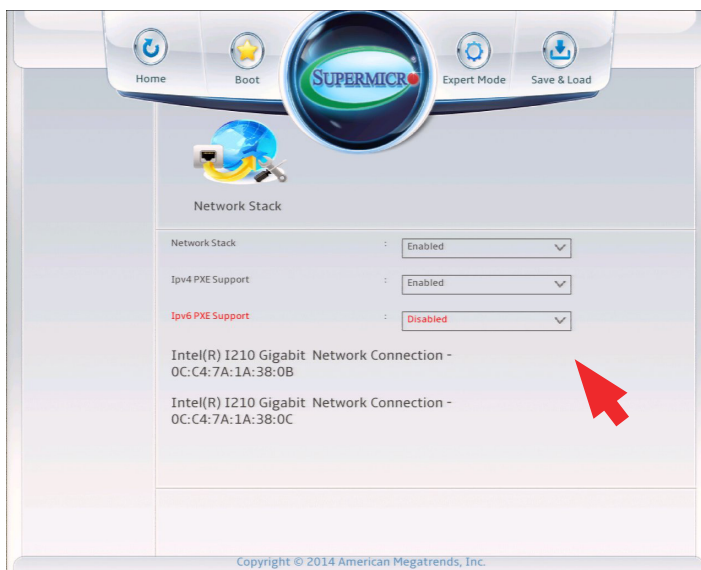 Home
Boot
SUPERMICRO
Expert Mode
Save & Load
Network Stack
Network Stack : Enabled
Ipv4 PXE Support : Enabled
Ipv6 PXE Support : Disabled
Intel(R) I210 Gigabit Network Connection -
0C:C4:7A:1A:38:0B
Intel(R) I210 Gigabit Network Connection -
0C:C4:7A:1A:38:0C
Copyright © 2014 American Megatrends, Inc.